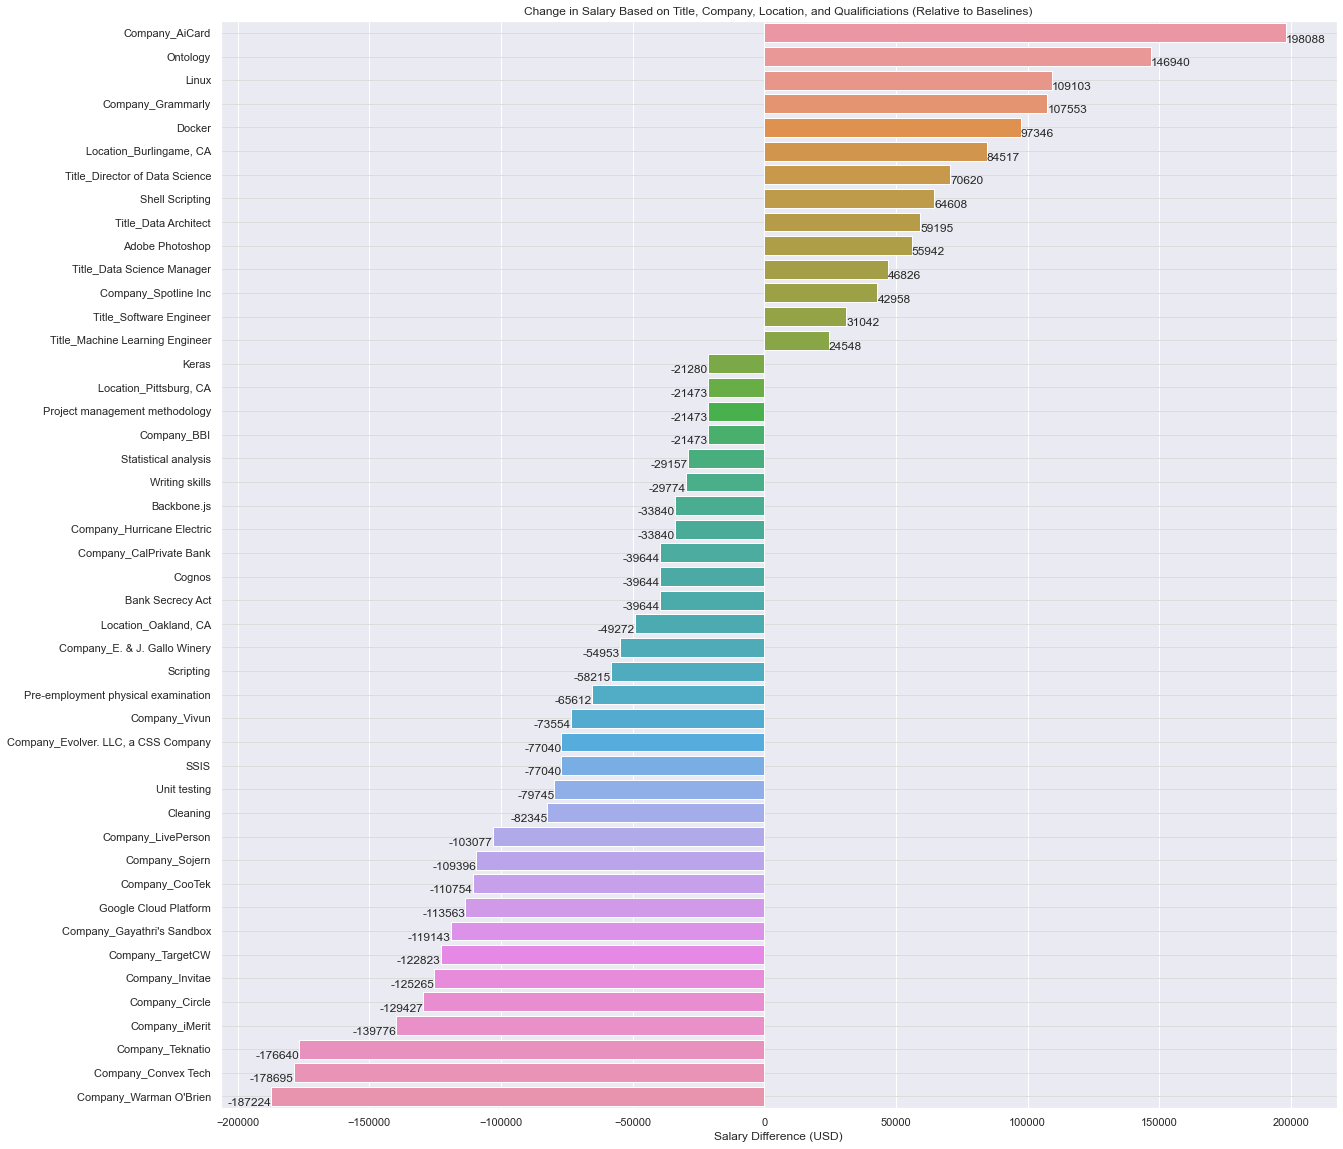 Change in Salary Based on Title, Company, Location, and Qualificiations (Relative to Baselines)
Company_AiCard 198088
Ontology 146940
Linux 109103
Company_Grammarly 107553
Docker 97346
Location_Burlingame, CA 84517
Title_Director of Data Science 70620
Shell Scripting 64608
Title_Data Architect 59195
Adobe Photoshop 55942
Title_Data Science Manager 46826
Company_Spotline Inc 42958
Title_Software Engineer 31042
Title_Machine Learning Engineer 24548
Keras -21280
Location_Pittsburg, CA -21473
Project management methodology -21473
Company_BBI -21473
Statistical analysis -29157
Writing skills -29774
Backbone.js -33840
Company_Hurricane Electric -33840
Company_CalPrivate Bank -39644
Cognos -39644
Bank Secrecy Act -39644
Location_Oakland, CA -49272
Company_E. & J. Gallo Winery -54953
Scripting -58215
Pre-employment physical examination -65612
Company_Vivun -73554
Company_Evolver. LLC, a CSS Company -77040
SSIS -77040
Unit testing -79745
Cleaning -82345
Company_LivePerson -103077
Company_Sojern -109396
Company_CooTek -110754
Google Cloud Platform -113563
Company_Gayathri's Sandbox -119143
Company_TargetCW -122823
Company_Invitae -125265
Company_Circle -129427
Company_iMerit -139776
Company_Teknatio -176640
Company_Convex Tech -178695
Company_Warman O'Brien -187224
−200000 −150000 −100000 −50000 0 50000 100000 150000 200000
Salary Difference (USD)